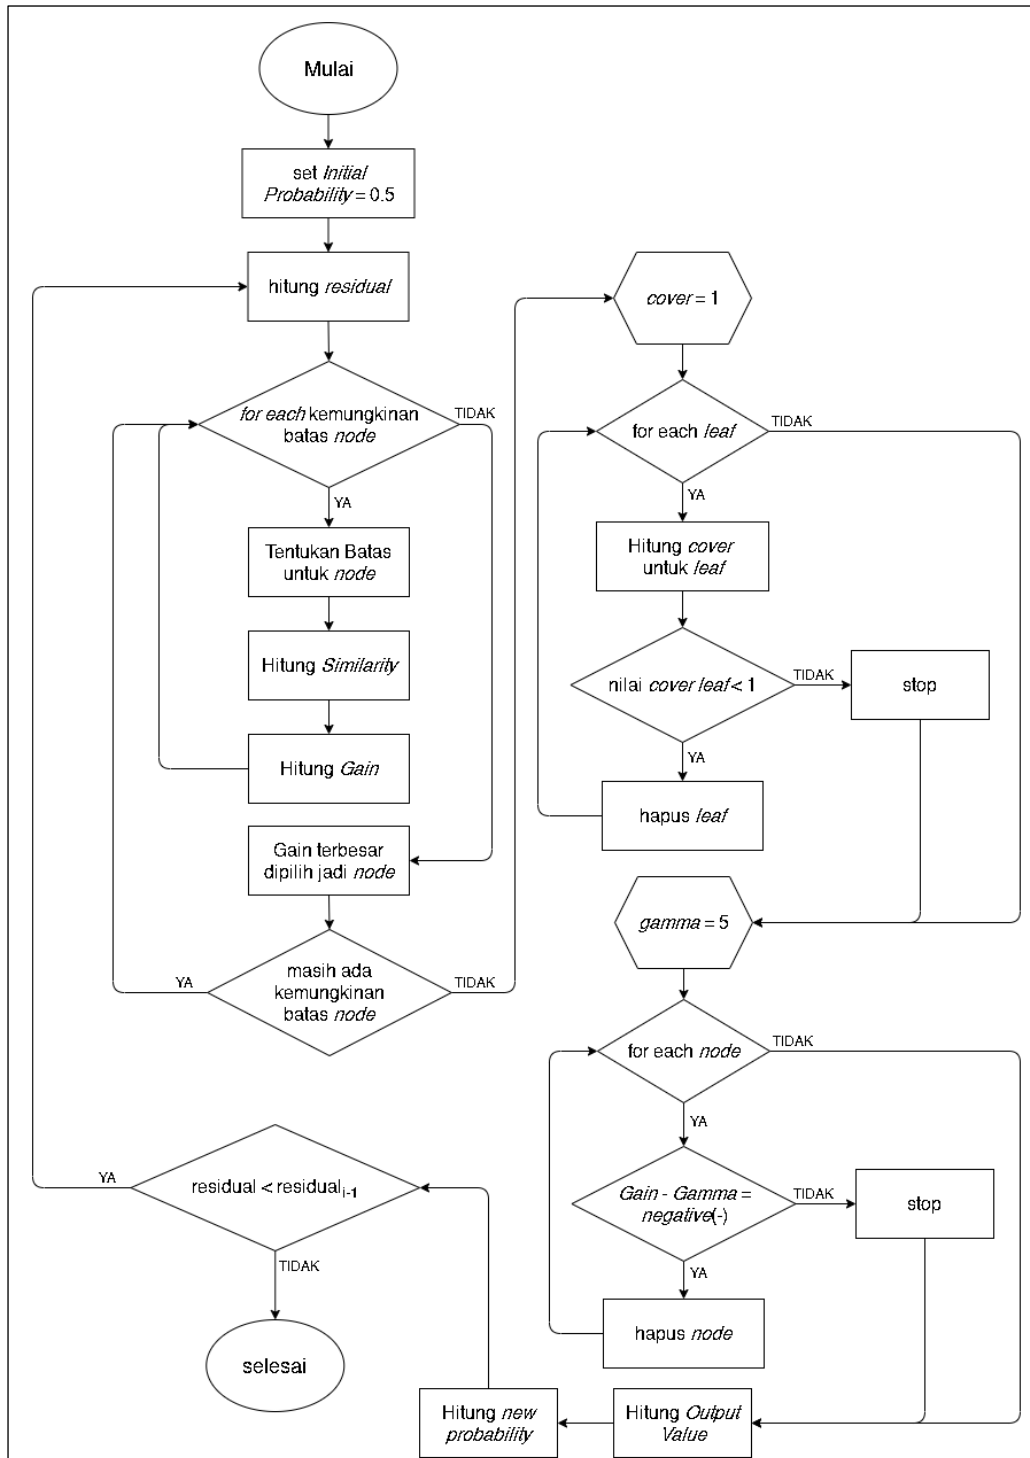 Mulai
set Initial
Probability = 0.5
hitung residual
for each kemungkinan
batas node
TIDAK
YA
Tentukan Batas
untuk node
Hitung Similarity
Hitung Gain
Gain terbesar
dipilih jadi node
masih ada
kemungkinan
batas node
YA
TIDAK
cover = 1
for each leaf
TIDAK
YA
Hitung cover
untuk leaf
nilai cover leaf < 1
TIDAK
stop
YA
hapus leaf
gamma = 5
for each node
TIDAK
YA
Gain - Gamma =
negative(-)
TIDAK
stop
YA
hapus node
Hitung Output
Value
Hitung new
probability
residual < residual i-1
YA
TIDAK
selesai